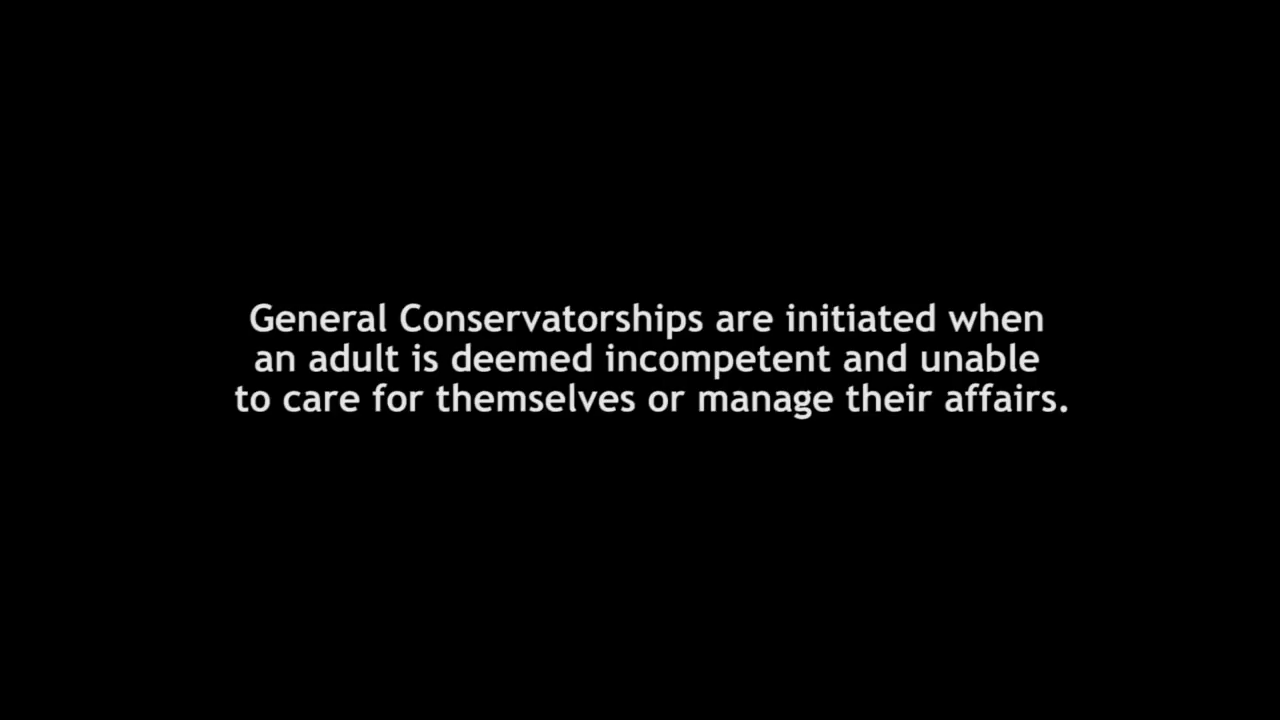 General Conservatorships are initiated when
an adult is deemed incompetent and unable
to care for themselves or manage their affairs.